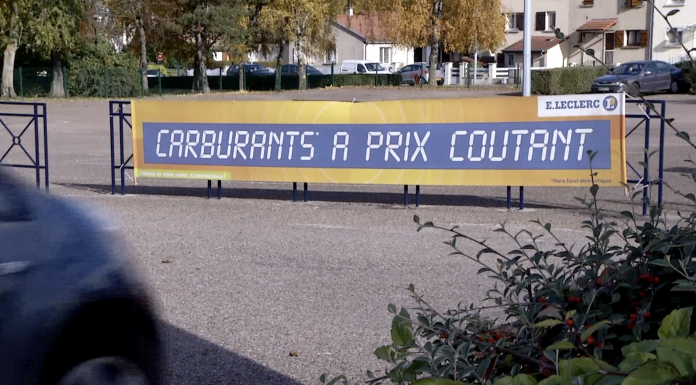 E.LECLERC L
CARBURANTS* A PRIX COUTANT